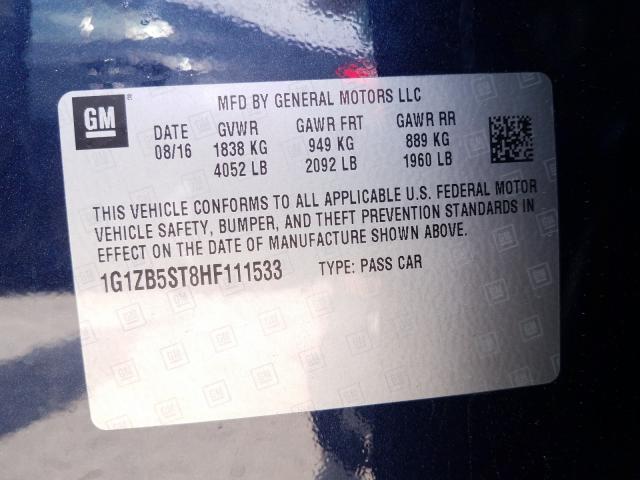 GM
MFD BY GENERAL MOTORS LLC
DATE GVWR GAWR FRT GAWR RR
08/16 1838 KG 949 KG 889 KG
4052 LB 2092 LB 1960 LB
THIS VEHICLE CONFORMS TO ALL APPLICABLE U.S. FEDERAL MOTOR
VEHICLE SAFETY, BUMPER, AND THEFT PREVENTION STANDARDS IN
EFFECT ON THE DATE OF MANUFACTURE SHOWN ABOVE.
1G1ZB5ST8HF111533 TYPE: PASS CAR